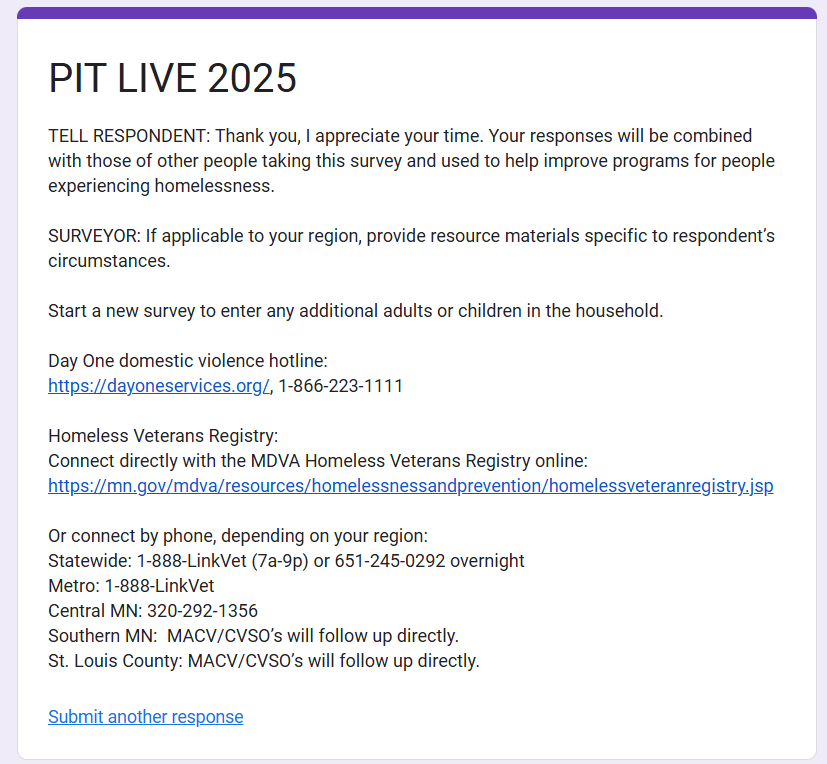 PIT LIVE 2025
TELL RESPONDENT: Thank you, I appreciate your time. Your responses will be combined
with those of other people taking this survey and used to help improve programs for people
experiencing homelessness.
SURVEYOR: If applicable to your region, provide resource materials specific to respondent's
circumstances.
Start a new survey to enter any additional adults or children in the household.
Day One domestic violence hotline:
https://dayoneservices.org/, 1-866-223-1111
Homeless Veterans Registry:
Connect directly with the MDVA Homeless Veterans Registry online:
https://mn.gov/mdva/resources/homelessnessandprevention/homelessveteranregistry.jsp
Or connect by phone, depending on your region:
Statewide: 1-888-LinkVet (7a-9p) or 651-245-0292 overnight
Metro: 1-888-LinkVet
Central MN: 320-292-1356
Southern MN:  MACV/CVSO's will follow up directly.
St. Louis County: MACV/CVSO's will follow up directly.
Submit another response